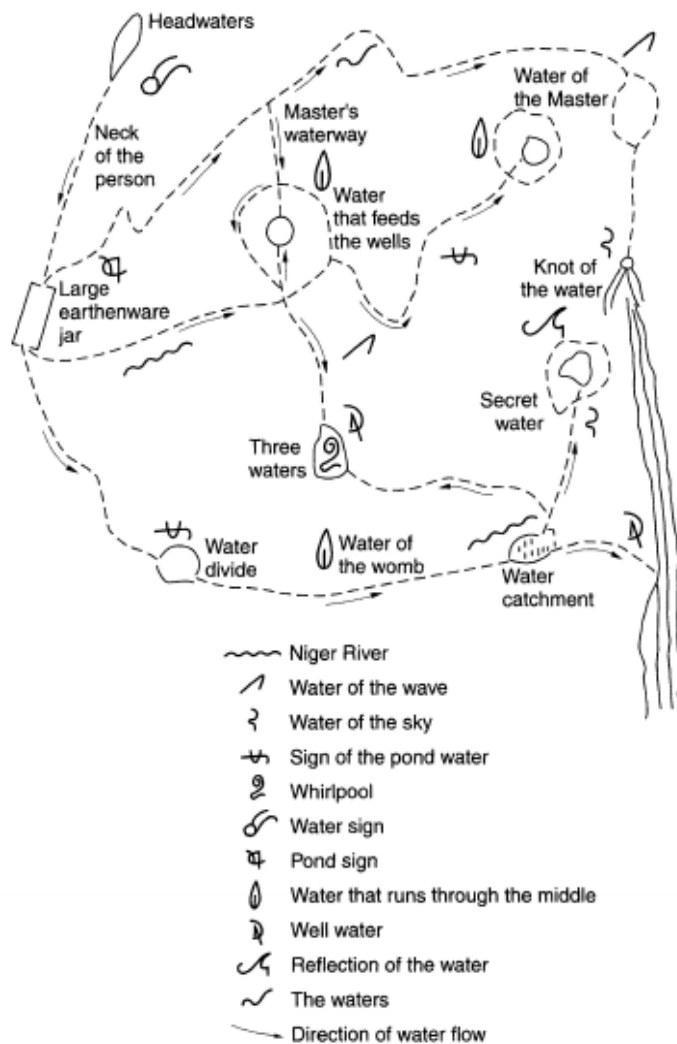 Headwaters
Water of
the Master
Master's
waterway
Neck
of the
person
Water
that feeds
the wells
Large
earthenware
jar
Knot of
the water
Secret
water
Three
waters
Water
divide
Water of
the womb
Water
catchment
Niger River
Water of the wave
Water of the sky
Sign of the pond water
Whirlpool
Water sign
Pond sign
Water that runs through the middle
Well water
Reflection of the water
The waters
Direction of water flow